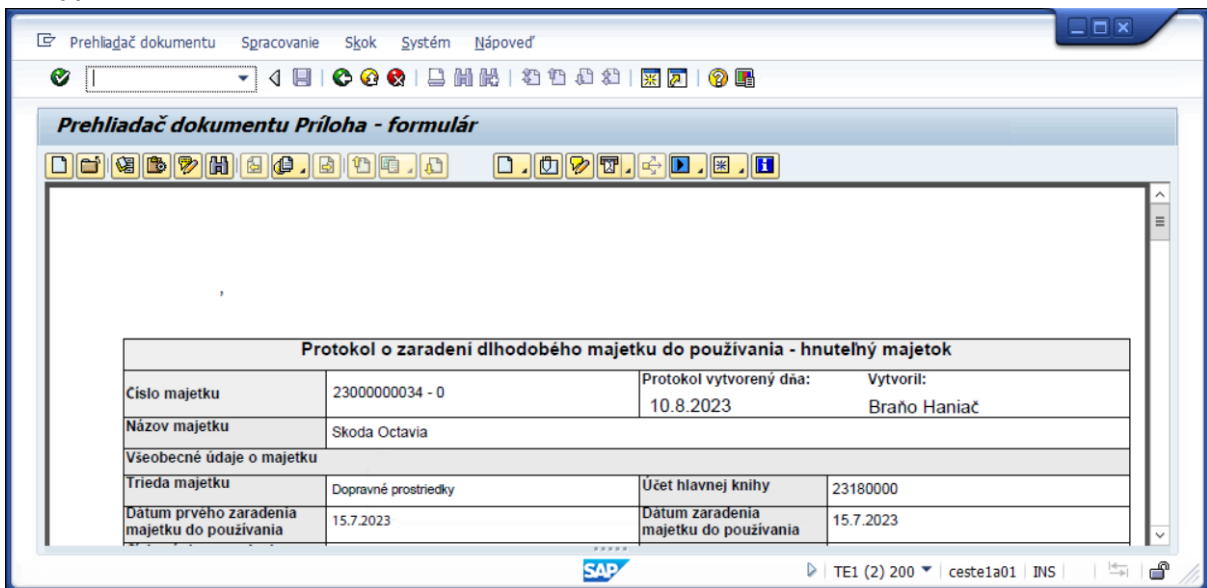 Prehliadač dokumentu Spracovanie Skok Systém Nápoveď
Prehliadač dokumentu Príloha - formulár
Protokol o zaradení dlhodobého majetku do používania - hnuteľný majetok
Číslo majetku 23000000034 - 0 Protokol vytvorený dňa: Vytvoril:
10.8.2023 Braňo Haniač
Názov majetku Skoda Octavia
Všeobecné údaje o majetku
Trieda majetku Dopravné prostriedky Účet hlavnej knihy 23180000
Dátum prvého zaradenia majetku do používania 15.7.2023 Dátum zaradenia majetku do používania 15.7.2023
SAP TE1 (2) 200 ceste1a01 INS